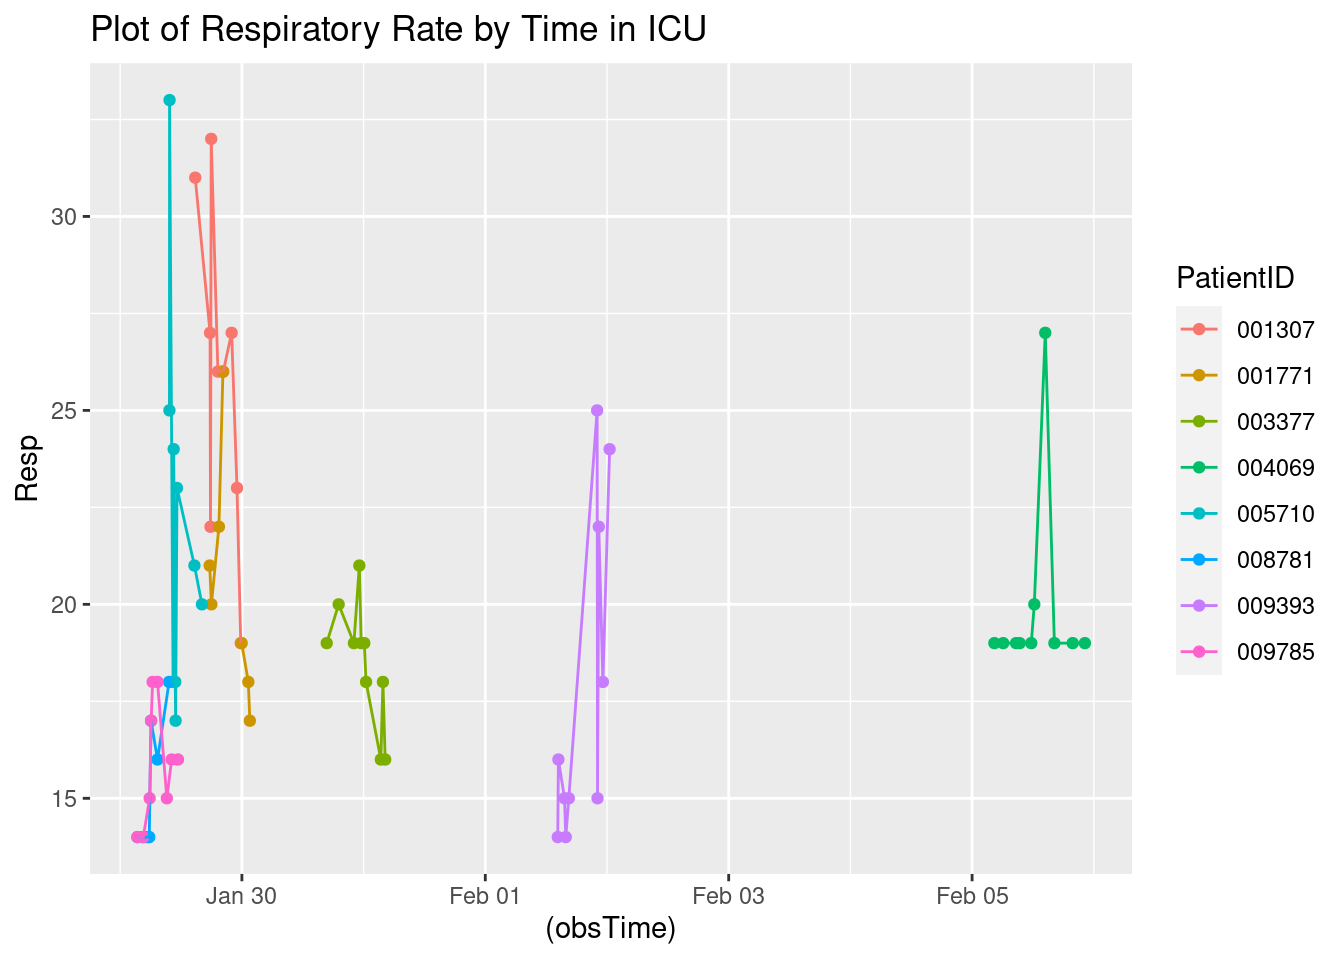 Plot of Respiratory Rate by Time in ICU
30
25
20
15
Resp
Jan 30
Feb 01
Feb 03
Feb 05
(obsTime)
PatientID
001307
001771
003377
004069
005710
008781
009393
009785